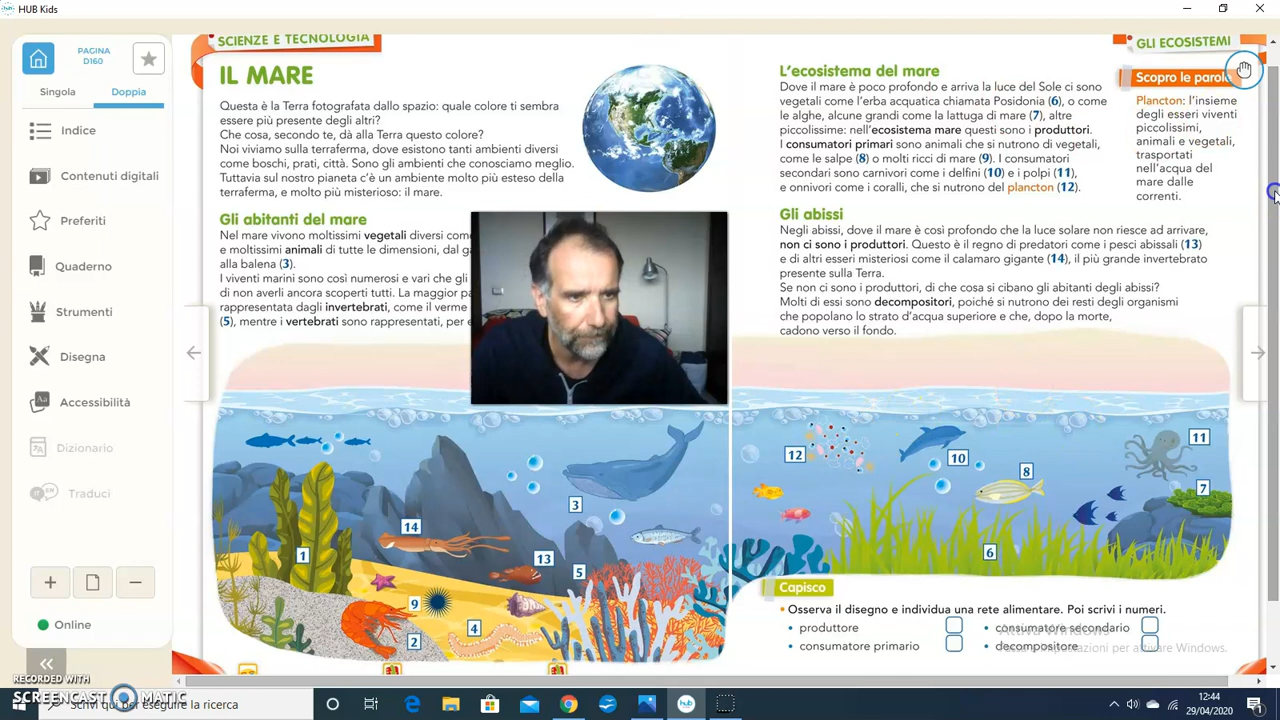 HUB Kids
PAGINA
D160
Singola
Doppia
Indice
Contenuti digitali
Preferiti
Quaderno
Strumenti
Disegna
Accessibilità
Dizionario
Traduci
Online
SCIENZE E TECNOLOGIA
IL MARE
Questa è la Terra fotografata dallo spazio: quale colore ti sembra
essere più presente degli altri?
Che cosa, secondo te, dà alla Terra questo colore?
Noi viviamo sulla terraferma, dove esistono tanti ambienti diversi
come boschi, prati, città. Sono gli ambienti che conosciamo meglio.
Tuttavia sul nostro pianeta c'è un ambiente molto più esteso della
terraferma, e molto più misterioso: il mare.
Gli abitanti del mare
Nel mare vivono moltissimi vegetali diversi come
e moltissimi animali di tutte le dimensioni, dal
alla balena (3).
I viventi marini sono così numerosi e vari che gli
di non averli ancora scoperti tutti. La maggior
rappresentata dagli invertebrati, come il verme
(5), mentre i vertebrati sono rappresentati, per
GLI ECOSISTEMI
L'ecosistema del mare
Dove il mare è poco profondo e arriva la luce del Sole ci sono
vegetali come l'erba acquatica chiamata Posidonia (6), o come
le alghe, alcune grandi come la lattuga di mare (7), altre
piccolissime: nell'ecosistema mare questi sono i produttori.
I consumatori primari sono animali che si nutrono di vegetali,
come le salpe (8) o molti ricci di mare (9). I consumatori
secondari sono carnivori come i delfini (10) e i polpi (11),
e onnivori come i coralli, che si nutrono del plancton (12).
Scopro le parole
Plancton: l'insieme
degli esseri viventi
piccolissimi,
animali e vegetali,
trasportati
nell'acqua del
mare dalle
correnti.
Gli abissi
Negli abissi, dove il mare è così profondo che la luce solare non riesce ad arrivare,
non ci sono i produttori. Questo è il regno di predatori come i pesci abissali (13)
e di altri esseri misteriosi come il calamaro gigante (14), il più grande invertebrato
presente sulla Terra.
Se non ci sono i produttori, di che cosa si cibano gli abitanti degli abissi?
Molti di essi sono decompositori, poiché si nutrono dei resti degli organismi
che popolano lo strato d'acqua superiore e che, dopo la morte,
cadono verso il fondo.
1
14
3
13
5
9
2
4
12
10
8
11
7
6
Capisco
• Osserva il disegno e individua una rete alimentare. Poi scrivi i numeri.
• produttore
• consumatore secondario
• consumatore primario
• decompositore
Attiva Windows
Passa a Impostazioni per attivare Windows.
RECORDED WITH
SCREENCAST MATIC
Scrivi qui per eseguire la ricerca
hub
12:44
29/04/2020